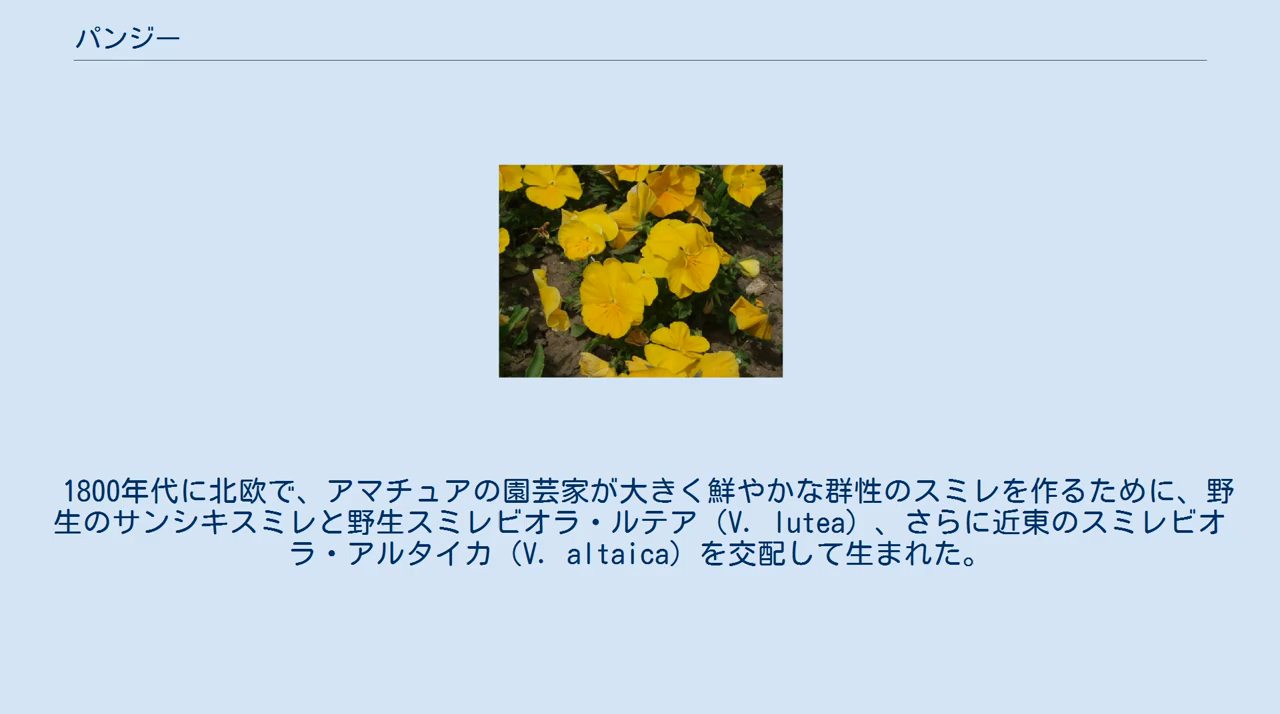 パンジー
1800年代に北欧で、アマチュアの園芸家が大きく鮮やかな群性のスミレを作るために、野
生のサンシキスミレと野生スミレビオラ・ルテア（V. lutea）、さらに近東のスミレビオ
ラ・アルタイカ（V. altaica）を交配して生まれた。